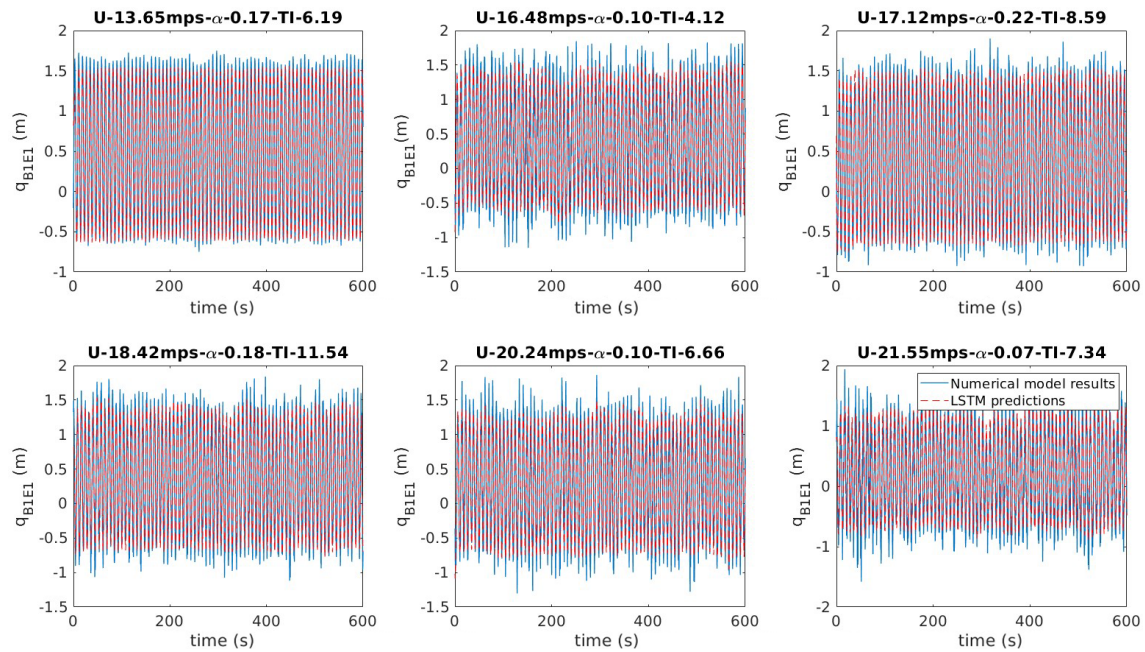 U-13.65mps-α-0.17-TI-6.19
2
1.5
1
0.5
0
-0.5
-1
q_B1E1 (m)
0 200 400 600
time (s)
U-16.48mps-α-0.10-TI-4.12
2
1.5
1
0.5
0
-0.5
-1
-1.5
q_B1E1 (m)
0 200 400 600
time (s)
U-17.12mps-α-0.22-TI-8.59
2
1.5
1
0.5
0
-0.5
-1
q_B1E1 (m)
0 200 400 600
time (s)
U-18.42mps-α-0.18-TI-11.54
2
1.5
1
0.5
0
-0.5
-1
-1.5
q_B1E1 (m)
0 200 400 600
time (s)
U-20.24mps-α-0.10-TI-6.66
2
1.5
1
0.5
0
-0.5
-1
-1.5
q_B1E1 (m)
0 200 400 600
time (s)
U-21.55mps-α-0.07-TI-7.34
Numerical model results
LSTM predictions
2
1
0
-1
-2
q_B1E1 (m)
0 200 400 600
time (s)